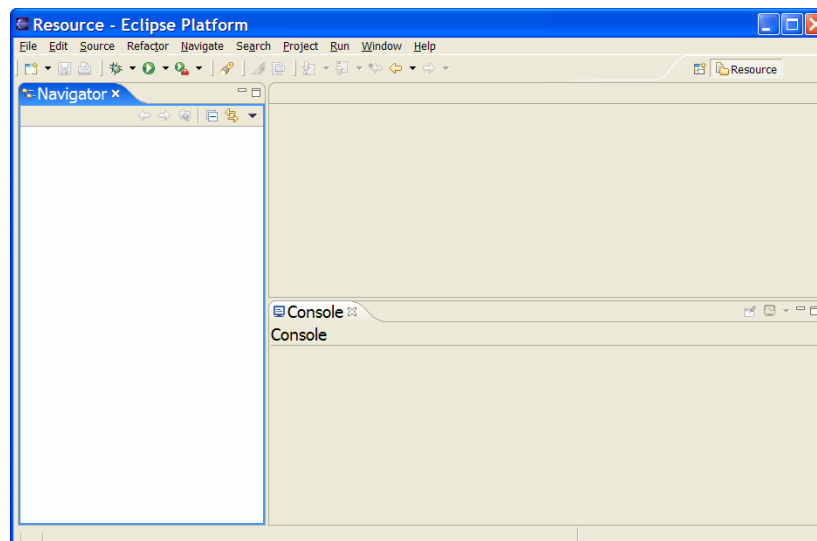 Resource - Eclipse Platform
File Edit Source Refactor Navigate Search Project Run Window Help
Resource
Navigator
Console
Console